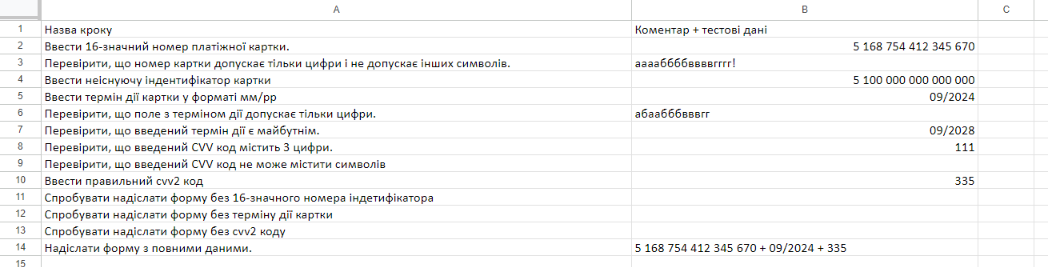 A B C
1 Назва кроку Коментар + тестові дані
2 Ввести 16-значний номер платіжної картки. 5 168 754 412 345 670
3 Перевірити, що номер картки допускає тільки цифри і не допускає інших символів. ааааббббввввгггг!
4 Ввести неіснуючу індентифікатор картки 5 100 000 000 000 000
5 Ввести термін дії картки у форматі мм/рр 09/2024
6 Перевірити, що поле з терміном дії допускає тільки цифри. абаабббвввгг
7 Перевірити, що введений термін дії є майбутнім. 09/2028
8 Перевірити, що введений CVV код містить 3 цифри. 111
9 Перевірити, що введений CVV код не може містити символів
10 Ввести правильний cvv2 код 335
11 Спробувати надіслати форму без 16-значного номера індетифікатора
12 Спробувати надіслати форму без терміну дії картки
13 Спробувати надіслати форму без cvv2 коду
14 Надіслати форму з повними даними. 5 168 754 412 345 670 + 09/2024 + 335
15